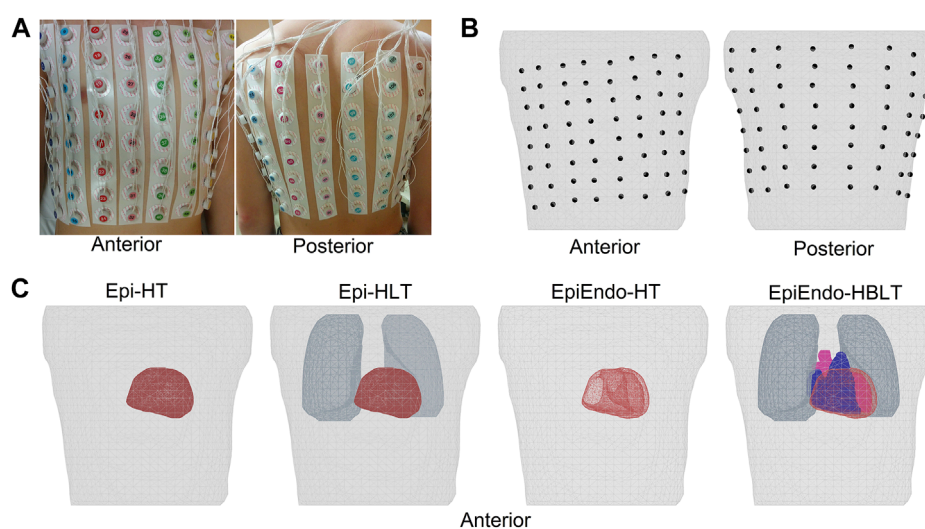 A
Anterior
Posterior
B
Anterior
Posterior
C
Epi-HT
Epi-HLT
EpiEndo-HT
EpiEndo-HBLT
Anterior